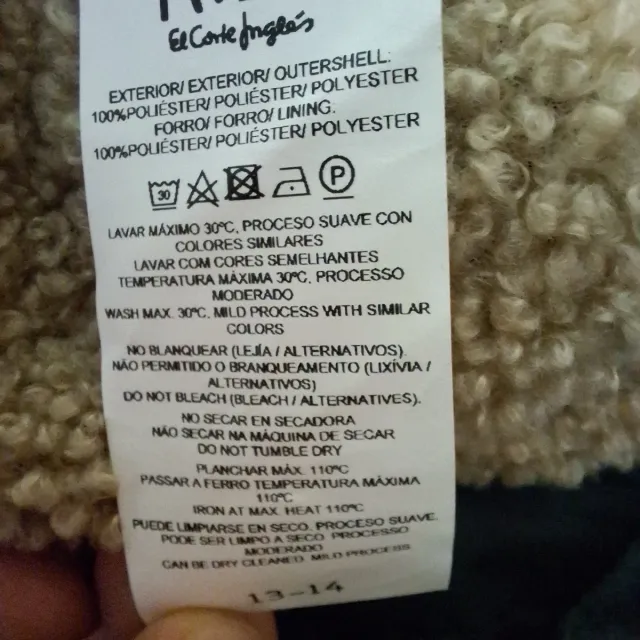 El Corte Inglés
EXTERIOR/ EXTERIOR/ OUTERSHELL:
100%POLIÉSTER/ POLIÉSTER/ POLYESTER
FORRO/ FORRO/ LINING.
100%POLIÉSTER/ POLIÉSTER/ POLYESTER
30 P
LAVAR MÁXIMO 30ºC, PROCESO SUAVE CON
COLORES SIMILARES
LAVAR COM CORES SEMELHANTES
TEMPERATURA MÀXIMA 30ºC, PROCESSO
MODERADO
WASH MAX. 30ºC, MILD PROCESS WITH SIMILAR
COLORS
NO BLANQUEAR (LEJÍA / ALTERNATIVOS).
NÃO PERMITIDO O BRANQUEAMENTO (LIXÍVIA /
ALTERNATIVOS)
DO NOT BLEACH (BLEACH / ALTERNATIVES).
NO SECAR EN SECADORA
NÃO SECAR NA MÁQUINA DE SECAR
DO NOT TUMBLE DRY
PLANCHAR MÁX. 110ºC
PASSAR A FERRO TEMPERATURA MÁXIMA
110ºC
IRON AT MAX. HEAT 110ºC
PUEDE LIMPIARSE EN SECO. PROCESO SUAVE.
PODE SER LIMPO A SECO PROCESSO
MODERADO
CAN BE DRY CLEANED MILD PROCESS
13-14